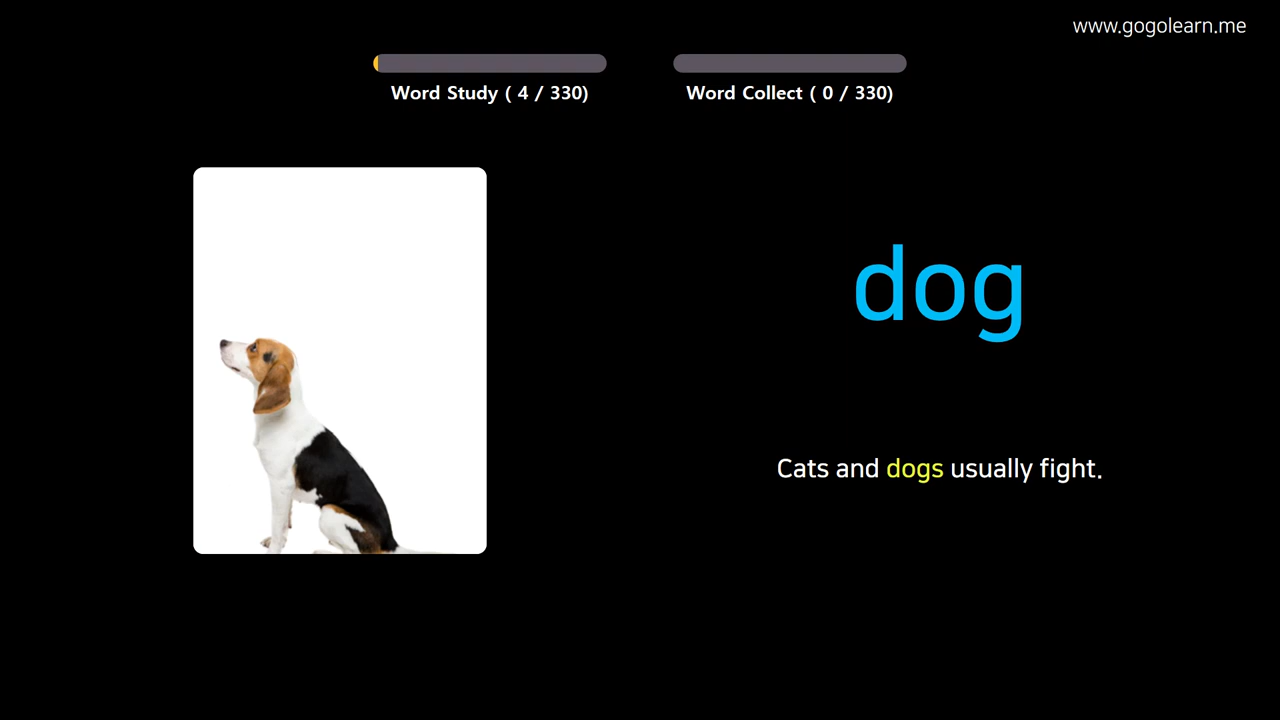 www.gogolearn.me
Word Study ( 4 / 330)
Word Collect ( 0 / 330)
dog
Cats and dogs usually fight.